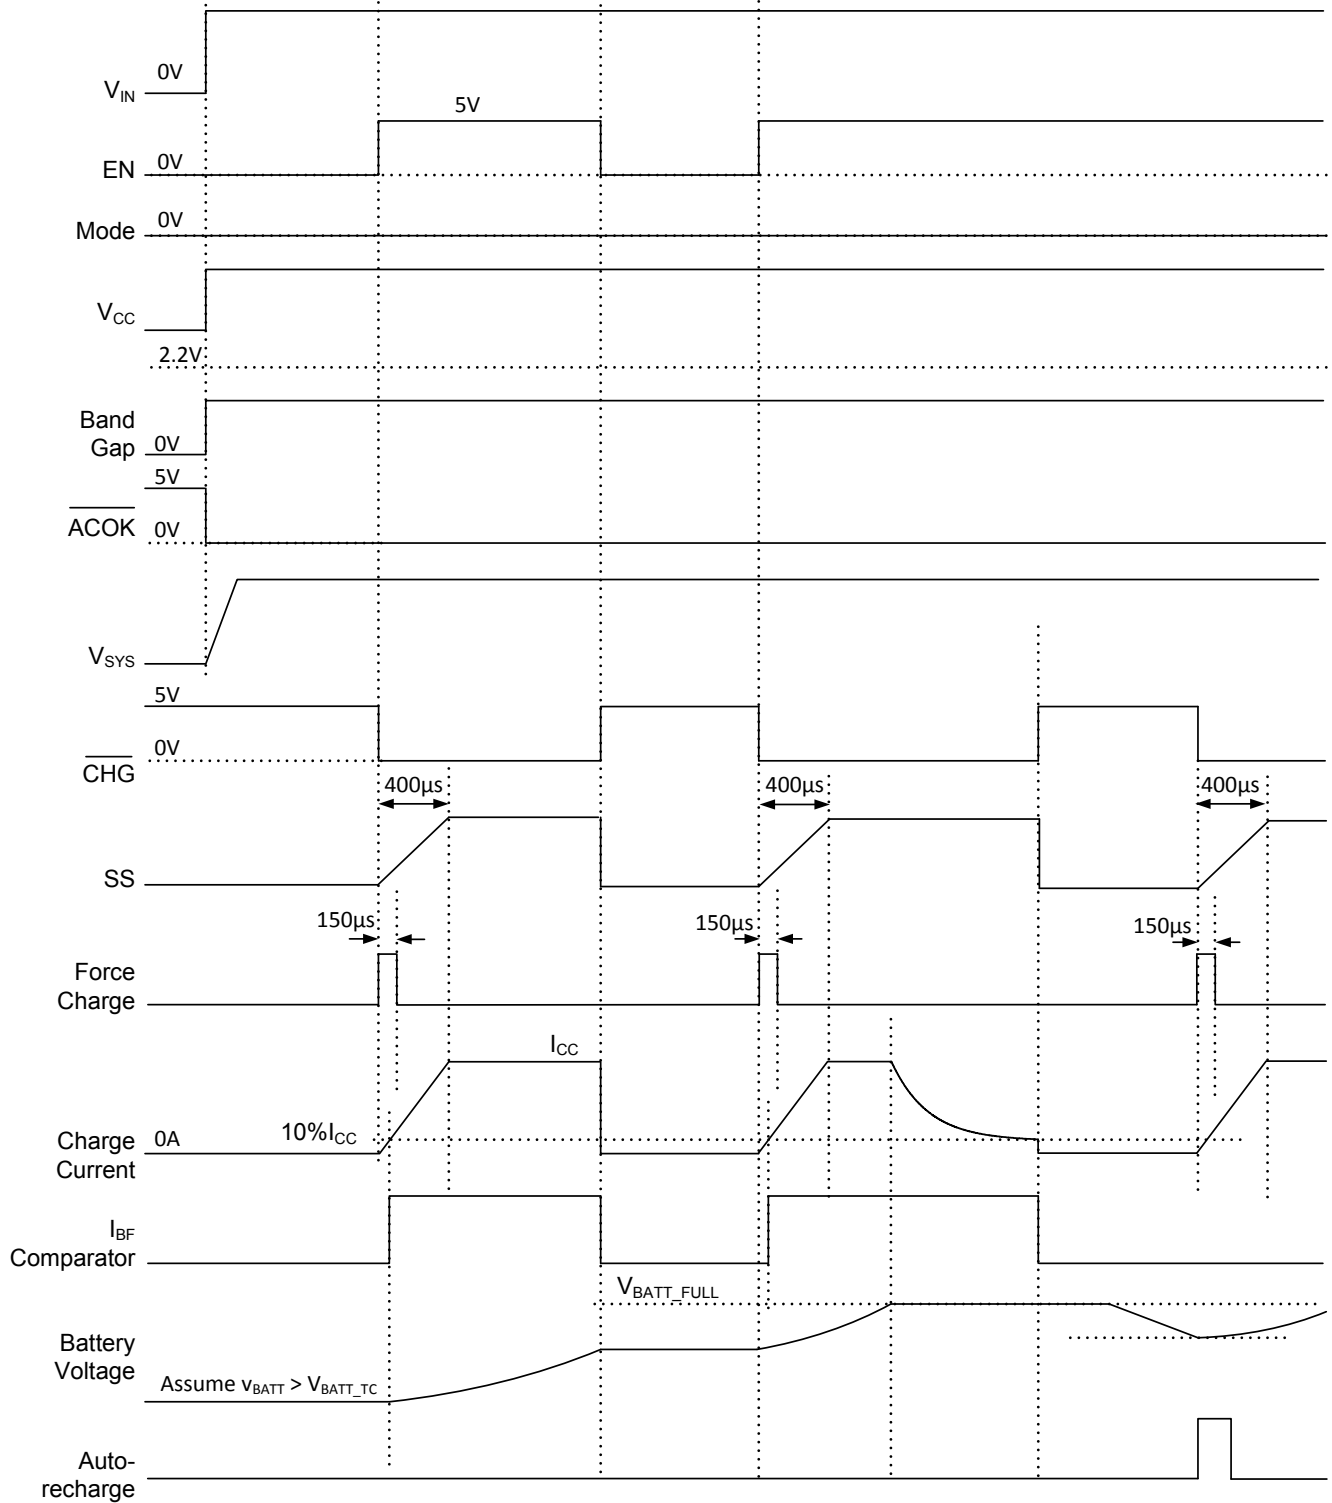 0V
V_IN
5V
EN 0V
0V
Mode
V_CC
2.2V
Band
Gap 0V
5V
ACOK 0V
V_SYS
5V
0V
CHG
400µs 400µs 400µs
SS
150µs 150µs 150µs
Force
Charge
I_CC
10%I_CC
Charge 0A
Current
I_BF
Comparator
V_BATT_FULL
Battery
Voltage
Assume v_BATT > V_BATT_TC
Auto-
recharge